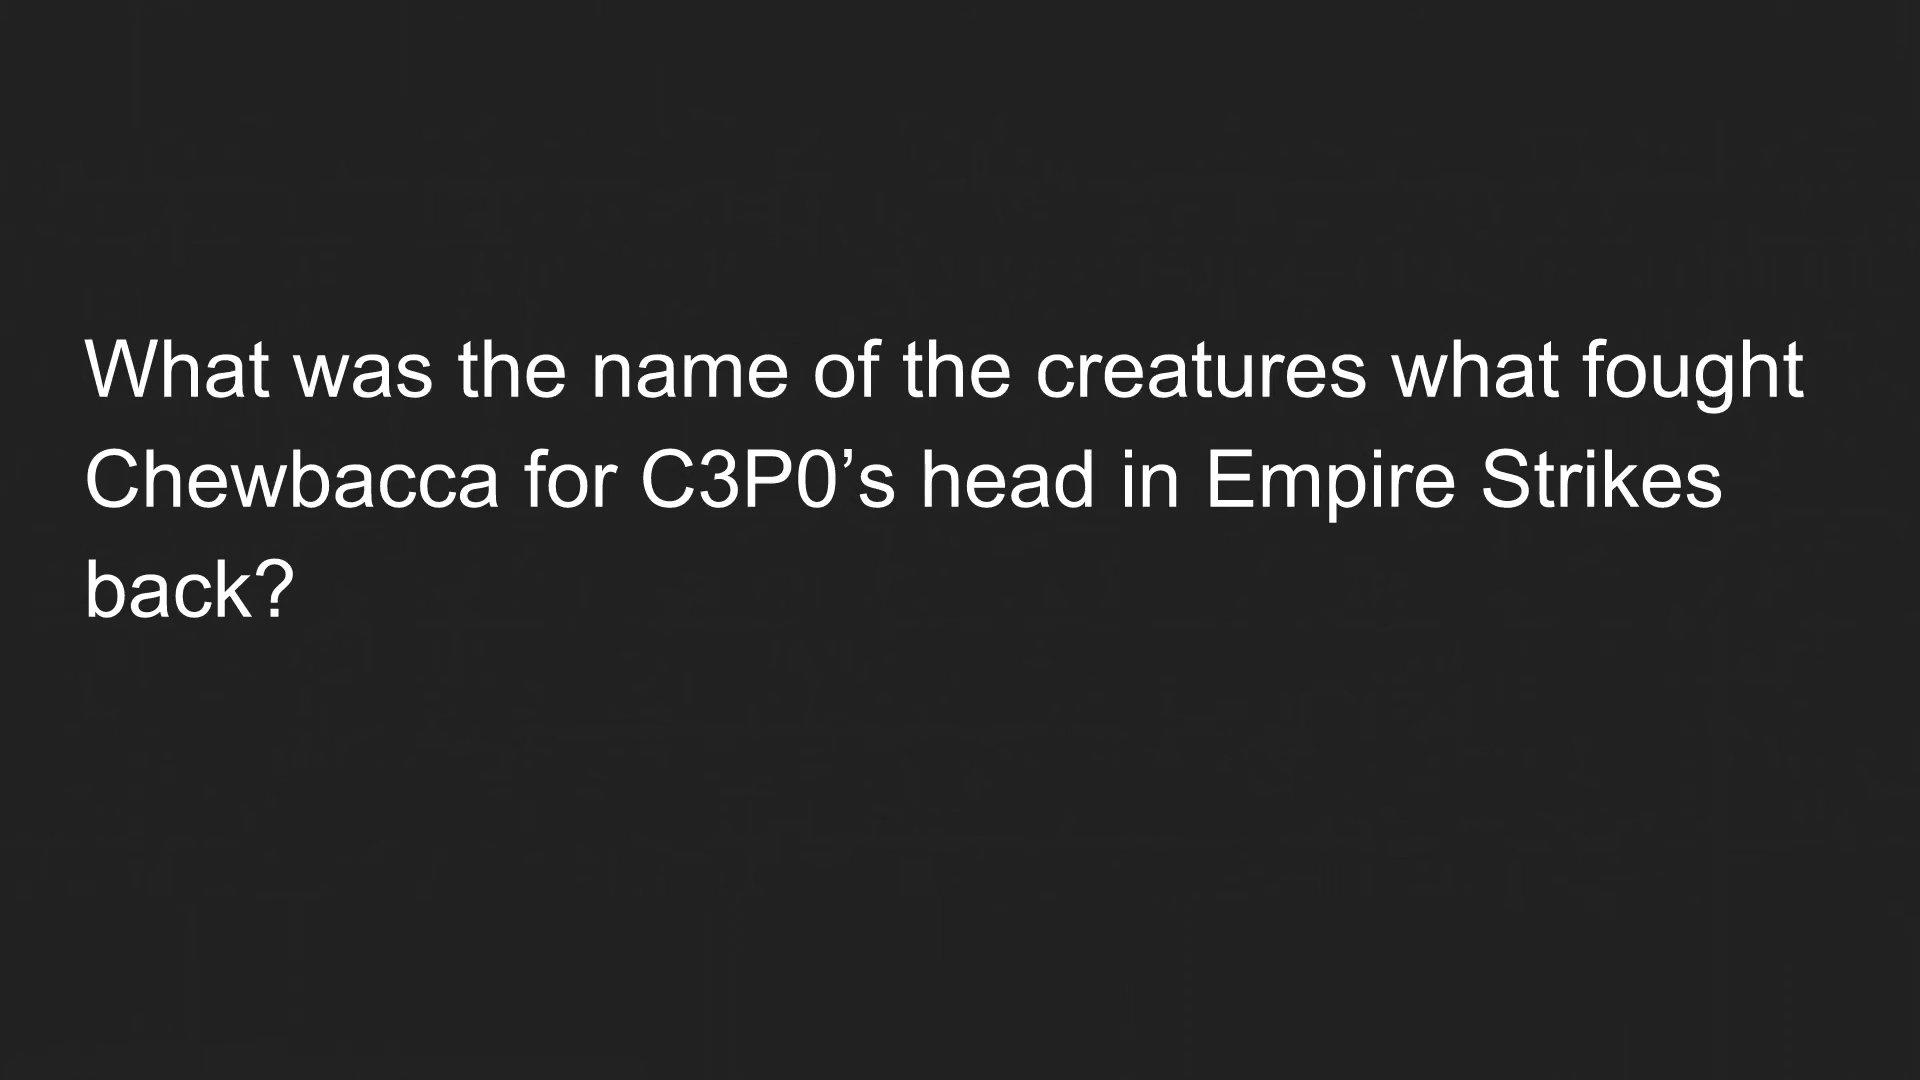 What was the name of the creatures what fought
Chewbacca for C3P0’s head in Empire Strikes
back?